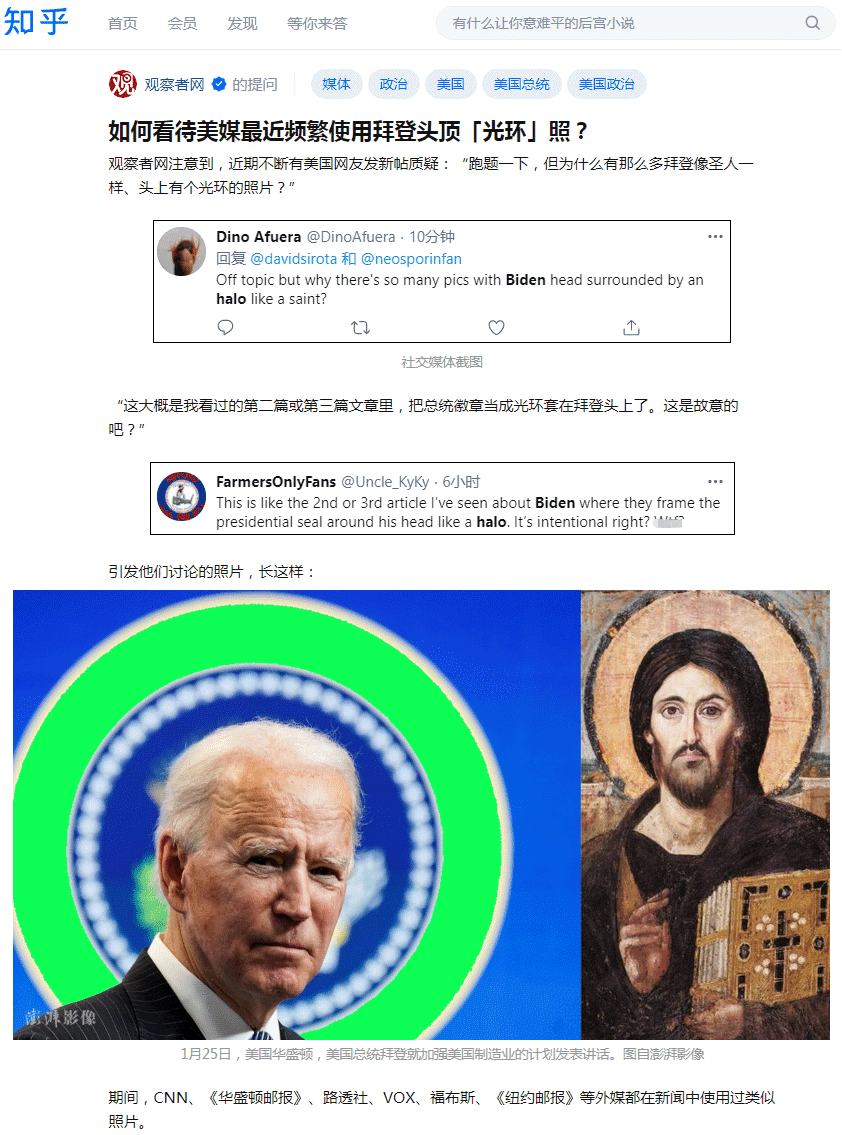 知乎 首页 会员 发现 等你来答 有什么让你意难平的后宫小说
观察者网 的提问 媒体 政治 美国 美国总统 美国政治
如何看待美媒最近频繁使用拜登头顶「光环」照？
观察者网注意到，近期不断有美国网友发新帖质疑：“跑题一下，但为什么有那么多拜登像圣人一
样、头上有个光环的照片？”
Dino Afuera @DinoAfuera · 10分钟
回复 @davidsirota 和 @neosporinfan
Off topic but why there's so many pics with Biden head surrounded by an
halo like a saint?
社交媒体截图
“这大概是我看过的第二篇或第三篇文章里，把总统徽章当成光环套在拜登头上了。这是故意的
吧？”
FarmersOnlyFans @Uncle_KyKy · 6小时
This is like the 2nd or 3rd article I've seen about Biden where they frame the
presidential seal around his head like a halo. It's intentional right?
引发他们讨论的照片，长这样：
澎湃影像
1月25日，美国华盛顿，美国总统拜登就加强美国制造业的计划发表讲话。图自澎湃影像
期间，CNN、《华盛顿邮报》、路透社、VOX、福布斯、《纽约邮报》等外媒都在新闻中使用过类似
照片。